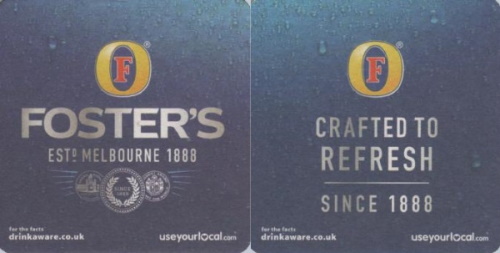 F
FOSTER'S
ESTD MELBOURNE 1888
SINCE
for the facts
drinkaware.co.uk
useyourlocal.com
F
CRAFTED TO
REFRESH
SINCE 1888
for the facts
drinkaware.co.uk
useyourlocal.com